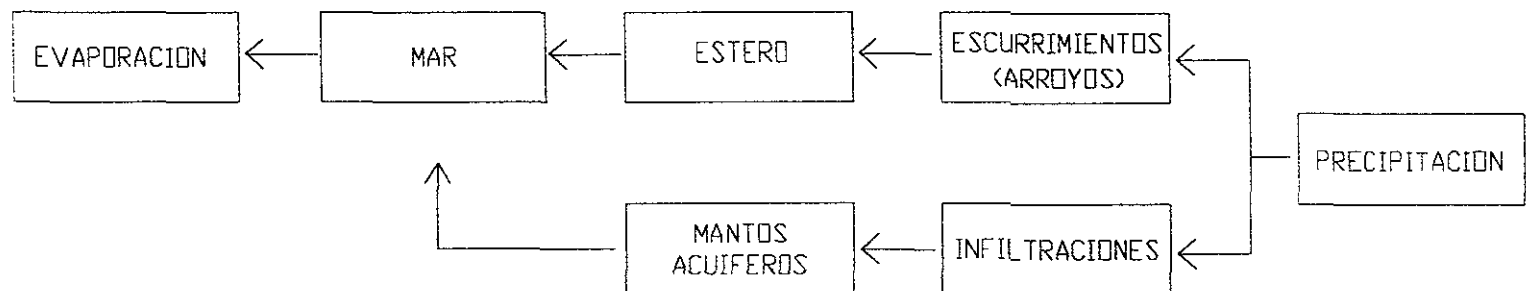 EVAPORACION
MAR
ESTERO
ESCURRIMIENTOS
(ARROYOS)
PRECIPITACION
MANTOS
ACUIFEROS
INFILTRACIONES